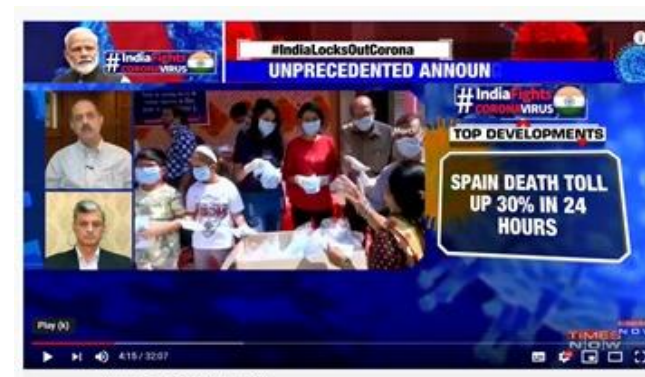 #IndiaFights
CORONAVIRUS
#IndiaLocksOutCorona
UNPRECEDENTED ANNOUN
#IndiaFights
CORONAVIRUS
TOP DEVELOPMENTS
SPAIN DEATH TOLL
UP 30% IN 24
HOURS
Play (k)
4:15 / 32:07
TIMES
NOW